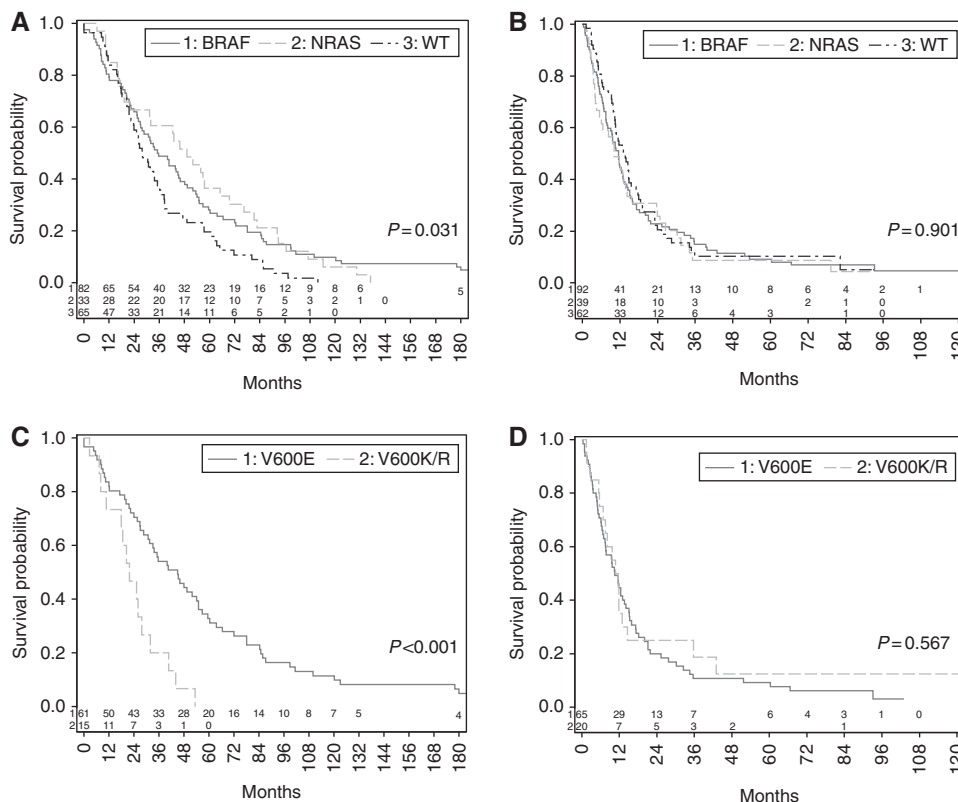 A
1: BRAF 2: NRAS 3: WT
Survival probability
1.0
0.8
0.6
0.4
0.2
0.0
P=0.031
1 82 65 54 40 32 23 19 16 12 9 8 6 5
2 33 28 22 20 17 12 10 7 5 3 2 1 0
3 65 47 33 21 14 11 6 5 2 1 0
0 12 24 36 48 60 72 84 96 108 120 132 144 156 168 180
Months
B
1: BRAF 2: NRAS 3: WT
Survival probability
1.0
0.8
0.6
0.4
0.2
0.0
P=0.901
1 92 41 21 13 10 8 6 4 2 1
2 39 18 10 3 2 1 0
3 62 33 12 6 4 3 1 0
0 12 24 36 48 60 72 84 96 108 120
Months
C
1: V600E 2: V600K/R
Survival probability
1.0
0.8
0.6
0.4
0.2
0.0
P<0.001
1 61 50 43 33 28 20 16 14 10 8 7 5 4
2 15 11 7 3 1 0
0 12 24 36 48 60 72 84 96 108 120 132 144 156 168 180
Months
D
1: V600E 2: V600K/R
Survival probability
1.0
0.8
0.6
0.4
0.2
0.0
P=0.567
1 65 29 13 7 6 4 3 1 0
2 20 7 5 3 2 1
0 12 24 36 48 60 72 84 96 108 120
Months